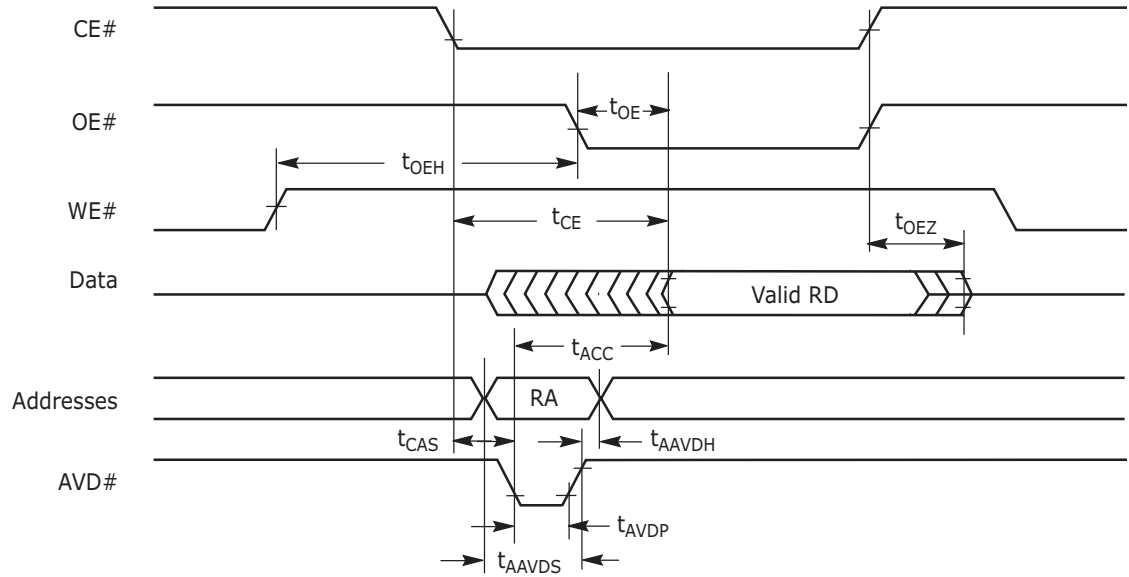 CE#
OE#
tOE
tOEH
WE#
tCE
tOEZ
Data
Valid RD
tACC
Addresses
RA
tCAS
tAAVDH
AVD#
tAVDP
tAAVDS